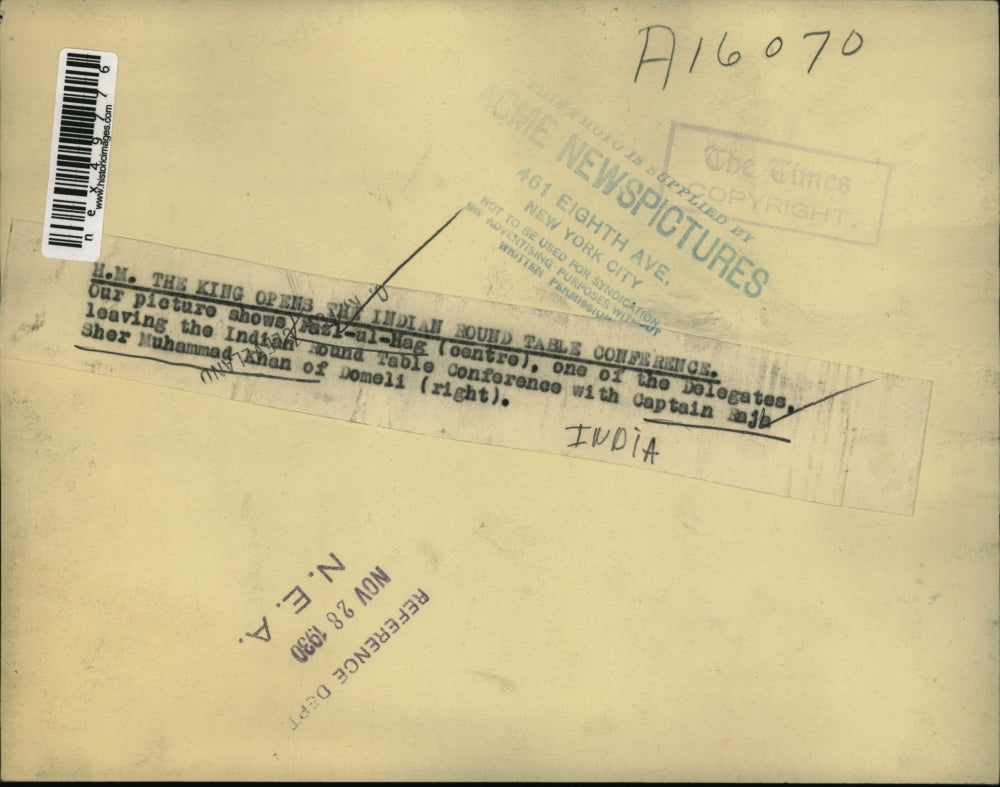 A16070
nex497776
www.historicimages.com
THIS PHOTO IS SUPPLIED BY
ACME NEWSPICTURES
461 EIGHTH AVE.
NEW YORK CITY
NOT TO BE USED FOR SYNDICATION
OR ADVERTISING PURPOSES WITHOUT
WRITTEN PERMISSION
The Times
COPYRIGHT
H.M. THE KING OPENS THE INDIAN ROUND TABLE CONFERENCE.
Our picture shows Fazl-ul-Haq (centre), one of the Delegates,
leaving the Indian Round Table Conference with Captain Raja
Sher Muhammad Khan of Domeli (right).
INDIA
REFERENCE DEPT.
NOV 28 1930
N. E. A.